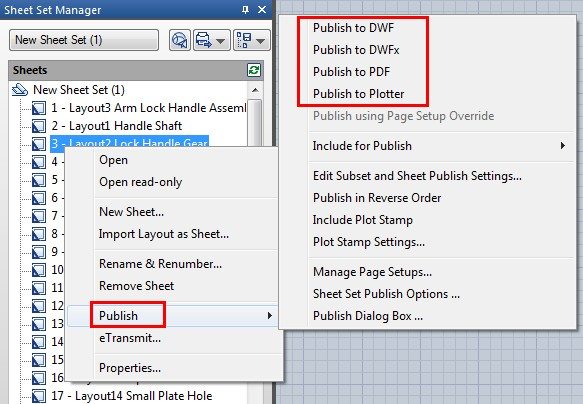 Sheet Set Manager
New Sheet Set (1)
Sheets
New Sheet Set (1)
1 - Layout3 Arm Lock Handle Assemb
2 - Layout1 Handle Shaft
3 - Layout2 Lock Handle Gear
4 -
5 -
6 -
7 -
8 -
9 -
10
11
12
13
14
15
16
17 - Layout14 Small Plate Hole
Open
Open read-only
New Sheet...
Import Layout as Sheet...
Rename & Renumber...
Remove Sheet
Publish
eTransmit...
Properties...
Publish to DWF
Publish to DWFx
Publish to PDF
Publish to Plotter
Publish using Page Setup Override
Include for Publish
Edit Subset and Sheet Publish Settings...
Publish in Reverse Order
Include Plot Stamp
Plot Stamp Settings...
Manage Page Setups...
Sheet Set Publish Options ...
Publish Dialog Box ...